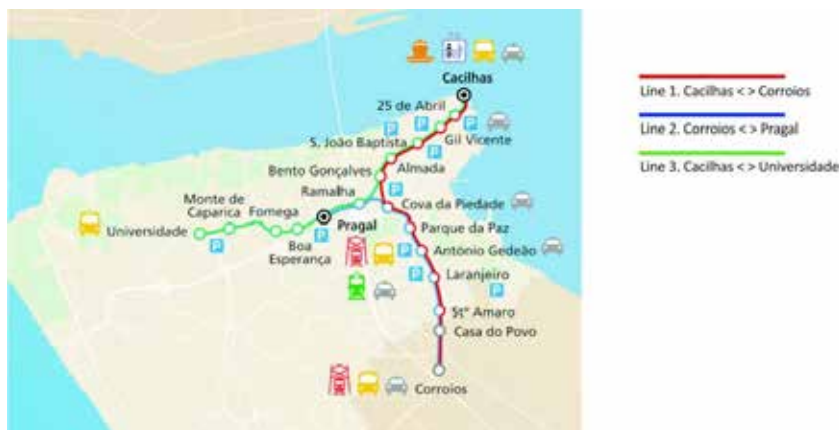 Cacilhas
25 de Abril
Gil Vicente
S. João Baptista
Almada
Bento Gonçalves
Ramalha
Cova da Piedade
Monte de
Caparica
Fomega
Universidade
Pragal
Boa
Esperança
Parque da Paz
António Gedeão
Laranjeiro
Stº Amaro
Casa do Povo
Corroios
P
P
P
P
P
P
P
P
P
P
Line 1. Cacilhas < > Corroios
Line 2. Corroios < > Pragal
Line 3. Cacilhas < > Universidade